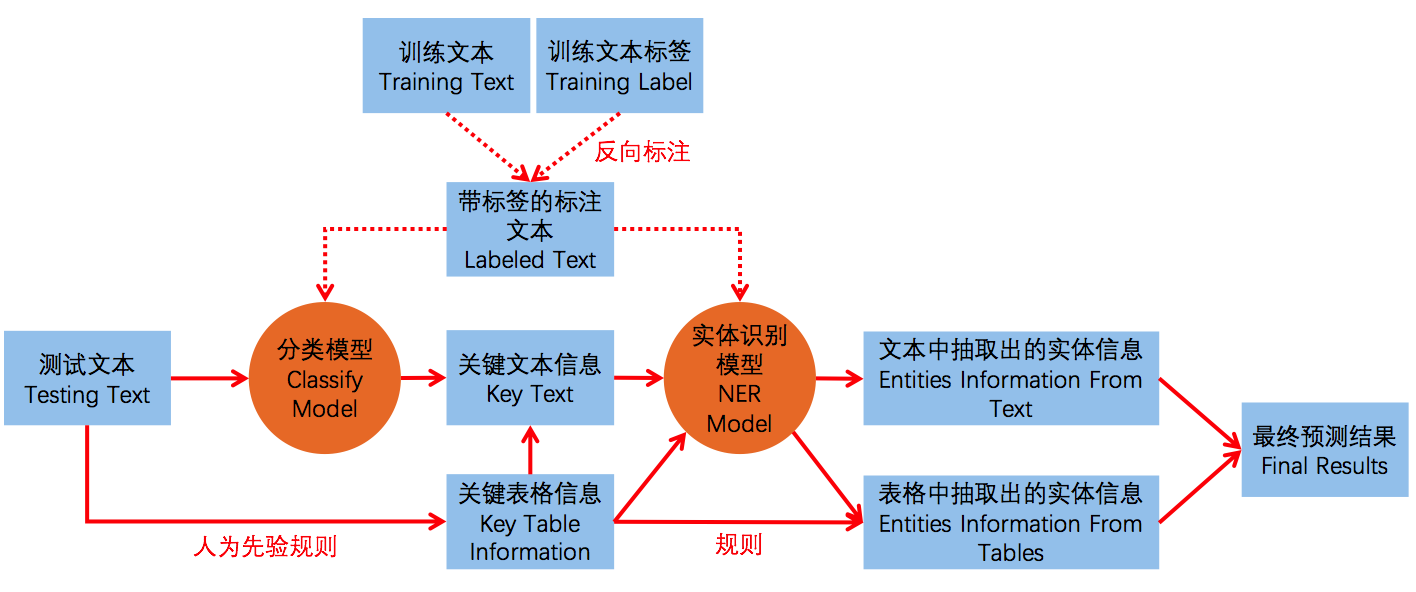 训练文本
Training Text
训练文本标签
Training Label
反向标注
带标签的标注
文本
Labeled Text
测试文本
Testing Text
分类模型
Classify
Model
关键文本信息
Key Text
实体识别
模型
NER
Model
文本中抽取出的实体信息
Entities Information From
Text
最终预测结果
Final Results
人为先验规则
关键表格信息
Key Table
Information
规则
表格中抽取出的实体信息
Entities Information From
Tables